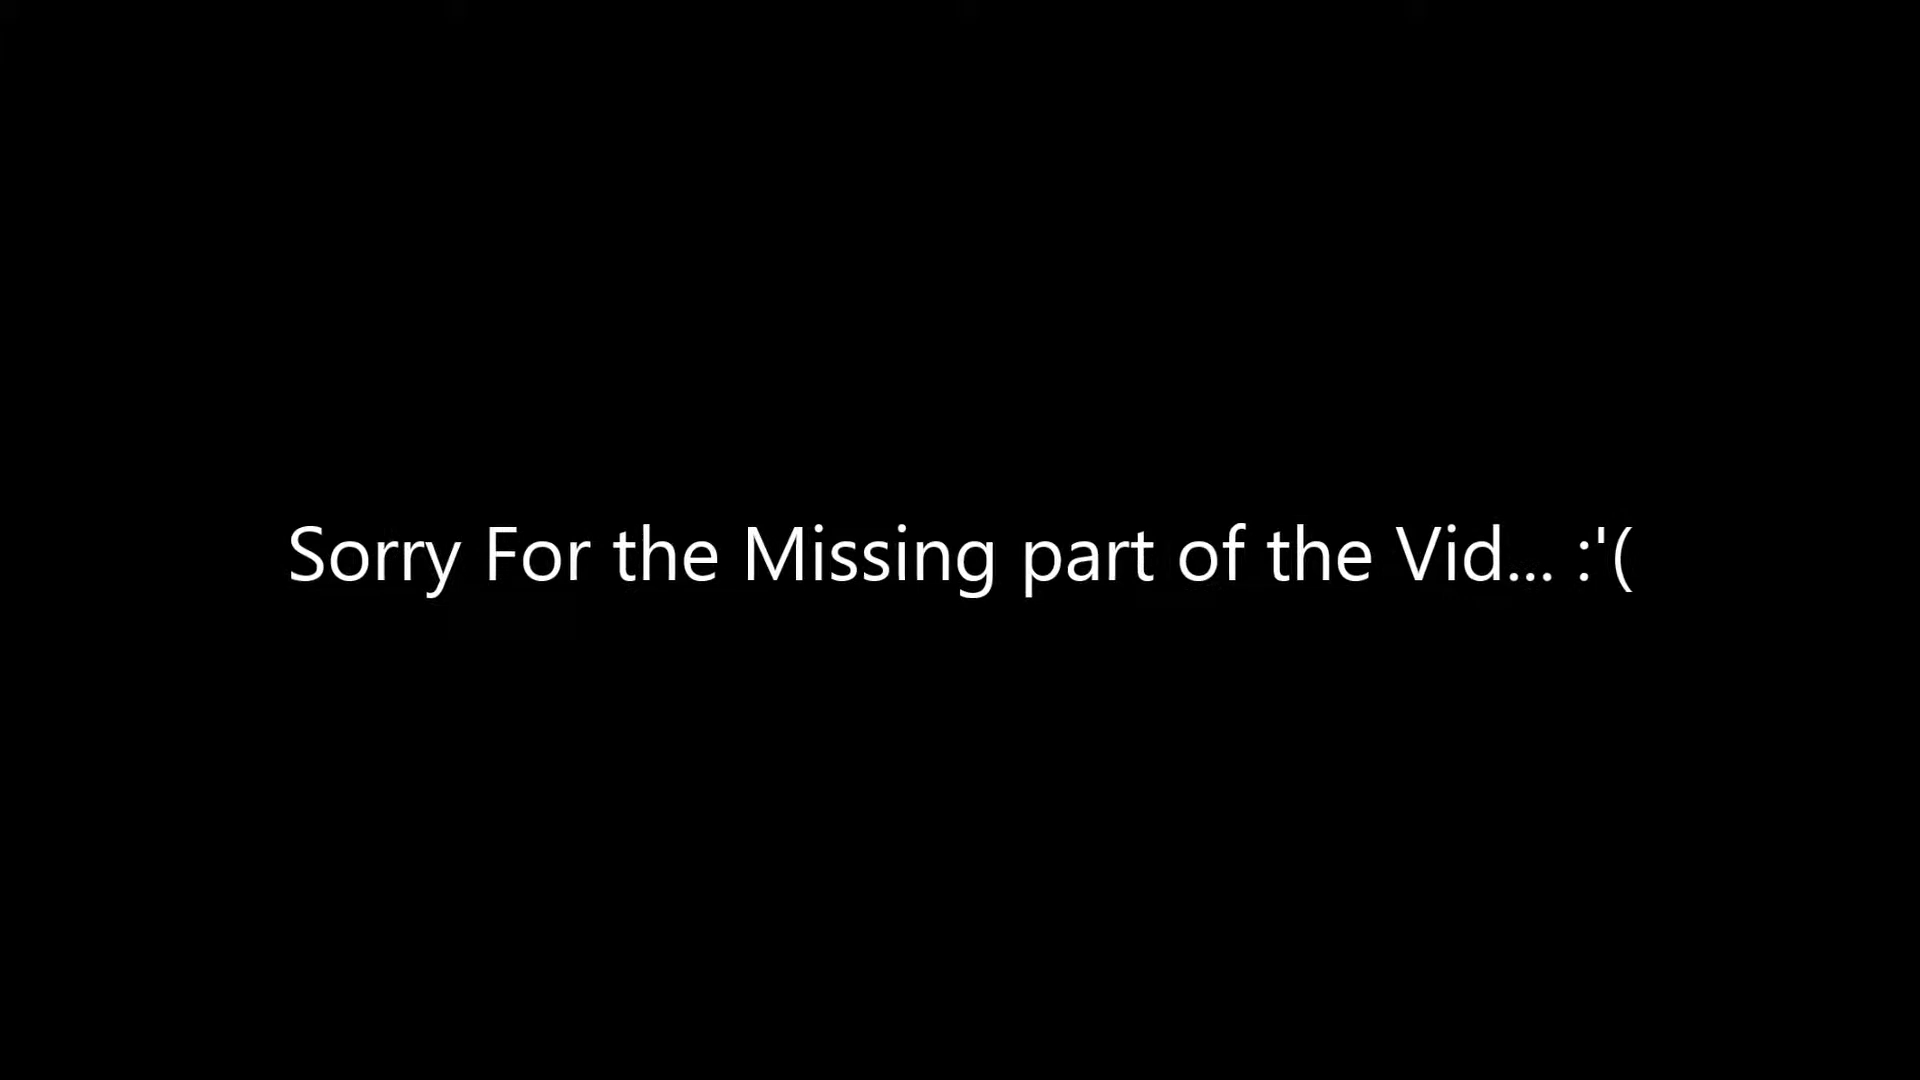 Sorry For the Missing part of the Vid... :'(